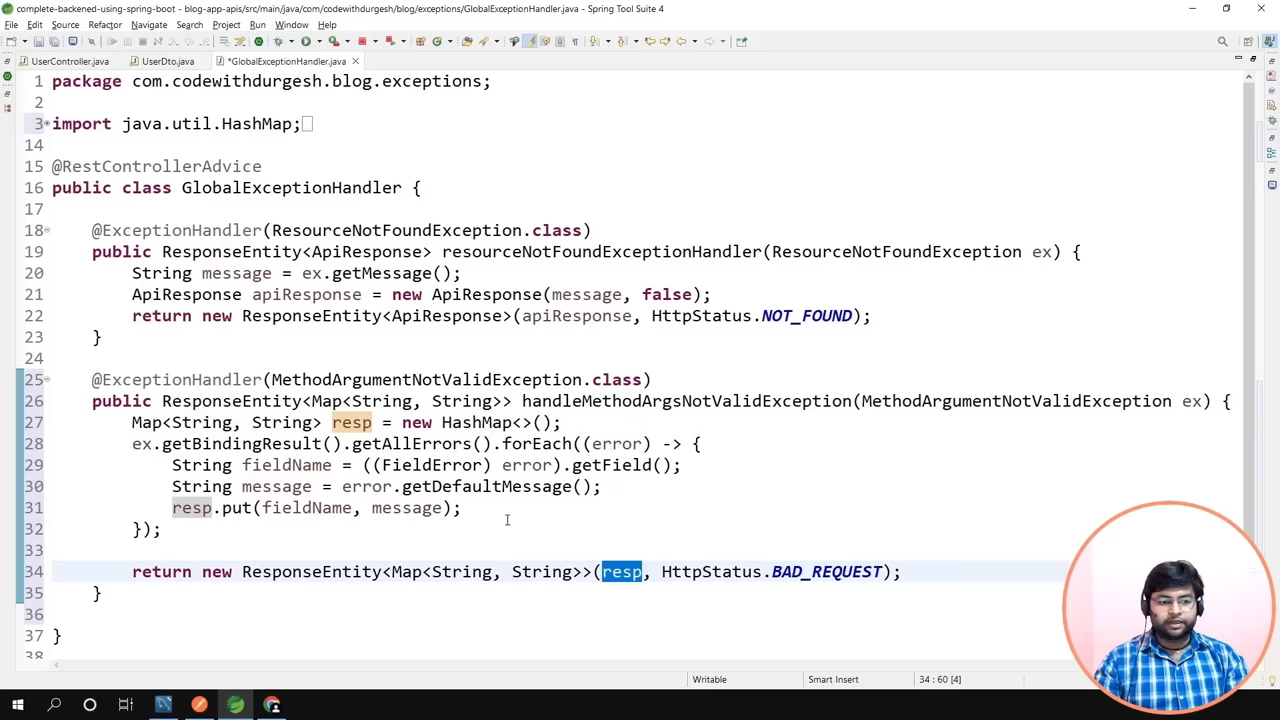 complete-backened-using-spring-boot - blog-app-apis/src/main/java/com/codewithdurgesh/blog/exceptions/GlobalExceptionHandler.java - Spring Tool Suite 4
File Edit Source Refactor Navigate Search Project Run Window Help
UserController.java UserDto.java *GlobalExceptionHandler.java
1 package com.codewithdurgesh.blog.exceptions;
2
3 import java.util.HashMap;
14
15 @RestControllerAdvice
16 public class GlobalExceptionHandler {
17
18 @ExceptionHandler(ResourceNotFoundException.class)
19 public ResponseEntity<ApiResponse> resourceNotFoundExceptionHandler(ResourceNotFoundException ex) {
20 String message = ex.getMessage();
21 ApiResponse apiResponse = new ApiResponse(message, false);
22 return new ResponseEntity<ApiResponse>(apiResponse, HttpStatus.NOT_FOUND);
23 }
24
25 @ExceptionHandler(MethodArgumentNotValidException.class)
26 public ResponseEntity<Map<String, String>> handleMethodArgsNotValidException(MethodArgumentNotValidException ex) {
27 Map<String, String> resp = new HashMap<>();
28 ex.getBindingResult().getAllErrors().forEach((error) -> {
29 String fieldName = ((FieldError) error).getField();
30 String message = error.getDefaultMessage();
31 resp.put(fieldName, message);
32 });
33
34 return new ResponseEntity<Map<String, String>>(resp, HttpStatus.BAD_REQUEST);
35 }
36
37 }
38
Writable Smart Insert 34 : 60 [4]